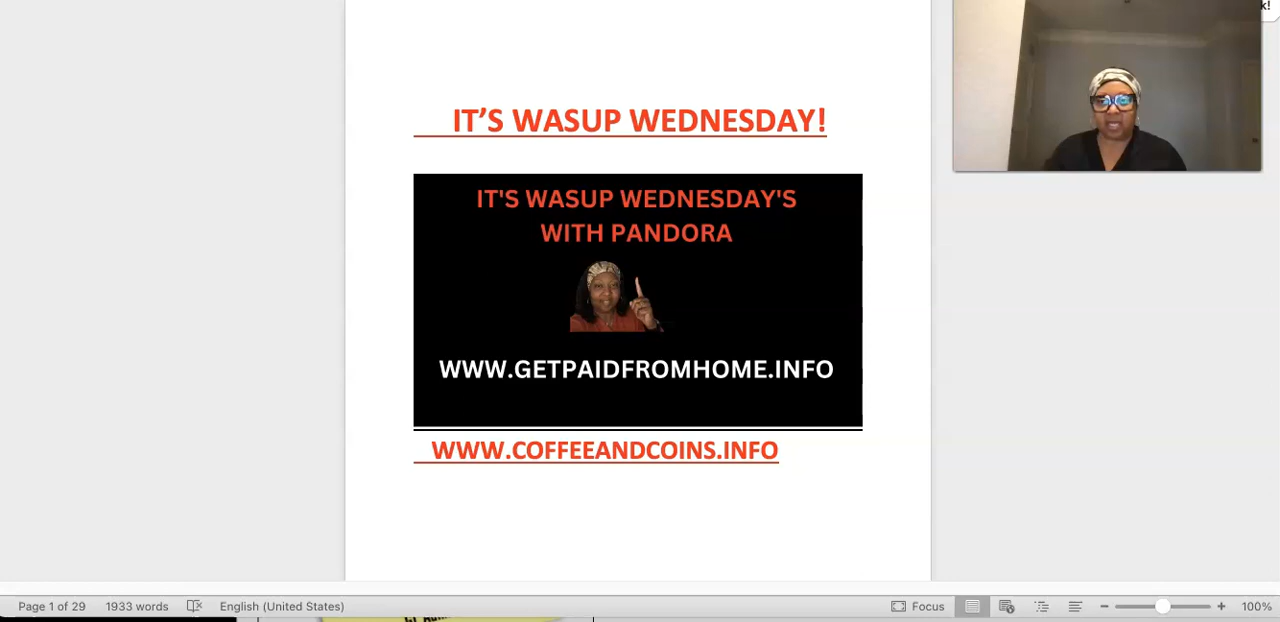 k!
IT’S WASUP WEDNESDAY!
IT'S WASUP WEDNESDAY'S
WITH PANDORA
WWW.GETPAIDFROMHOME.INFO
WWW.COFFEEANDCOINS.INFO
Page 1 of 29 1933 words English (United States) Focus 100%